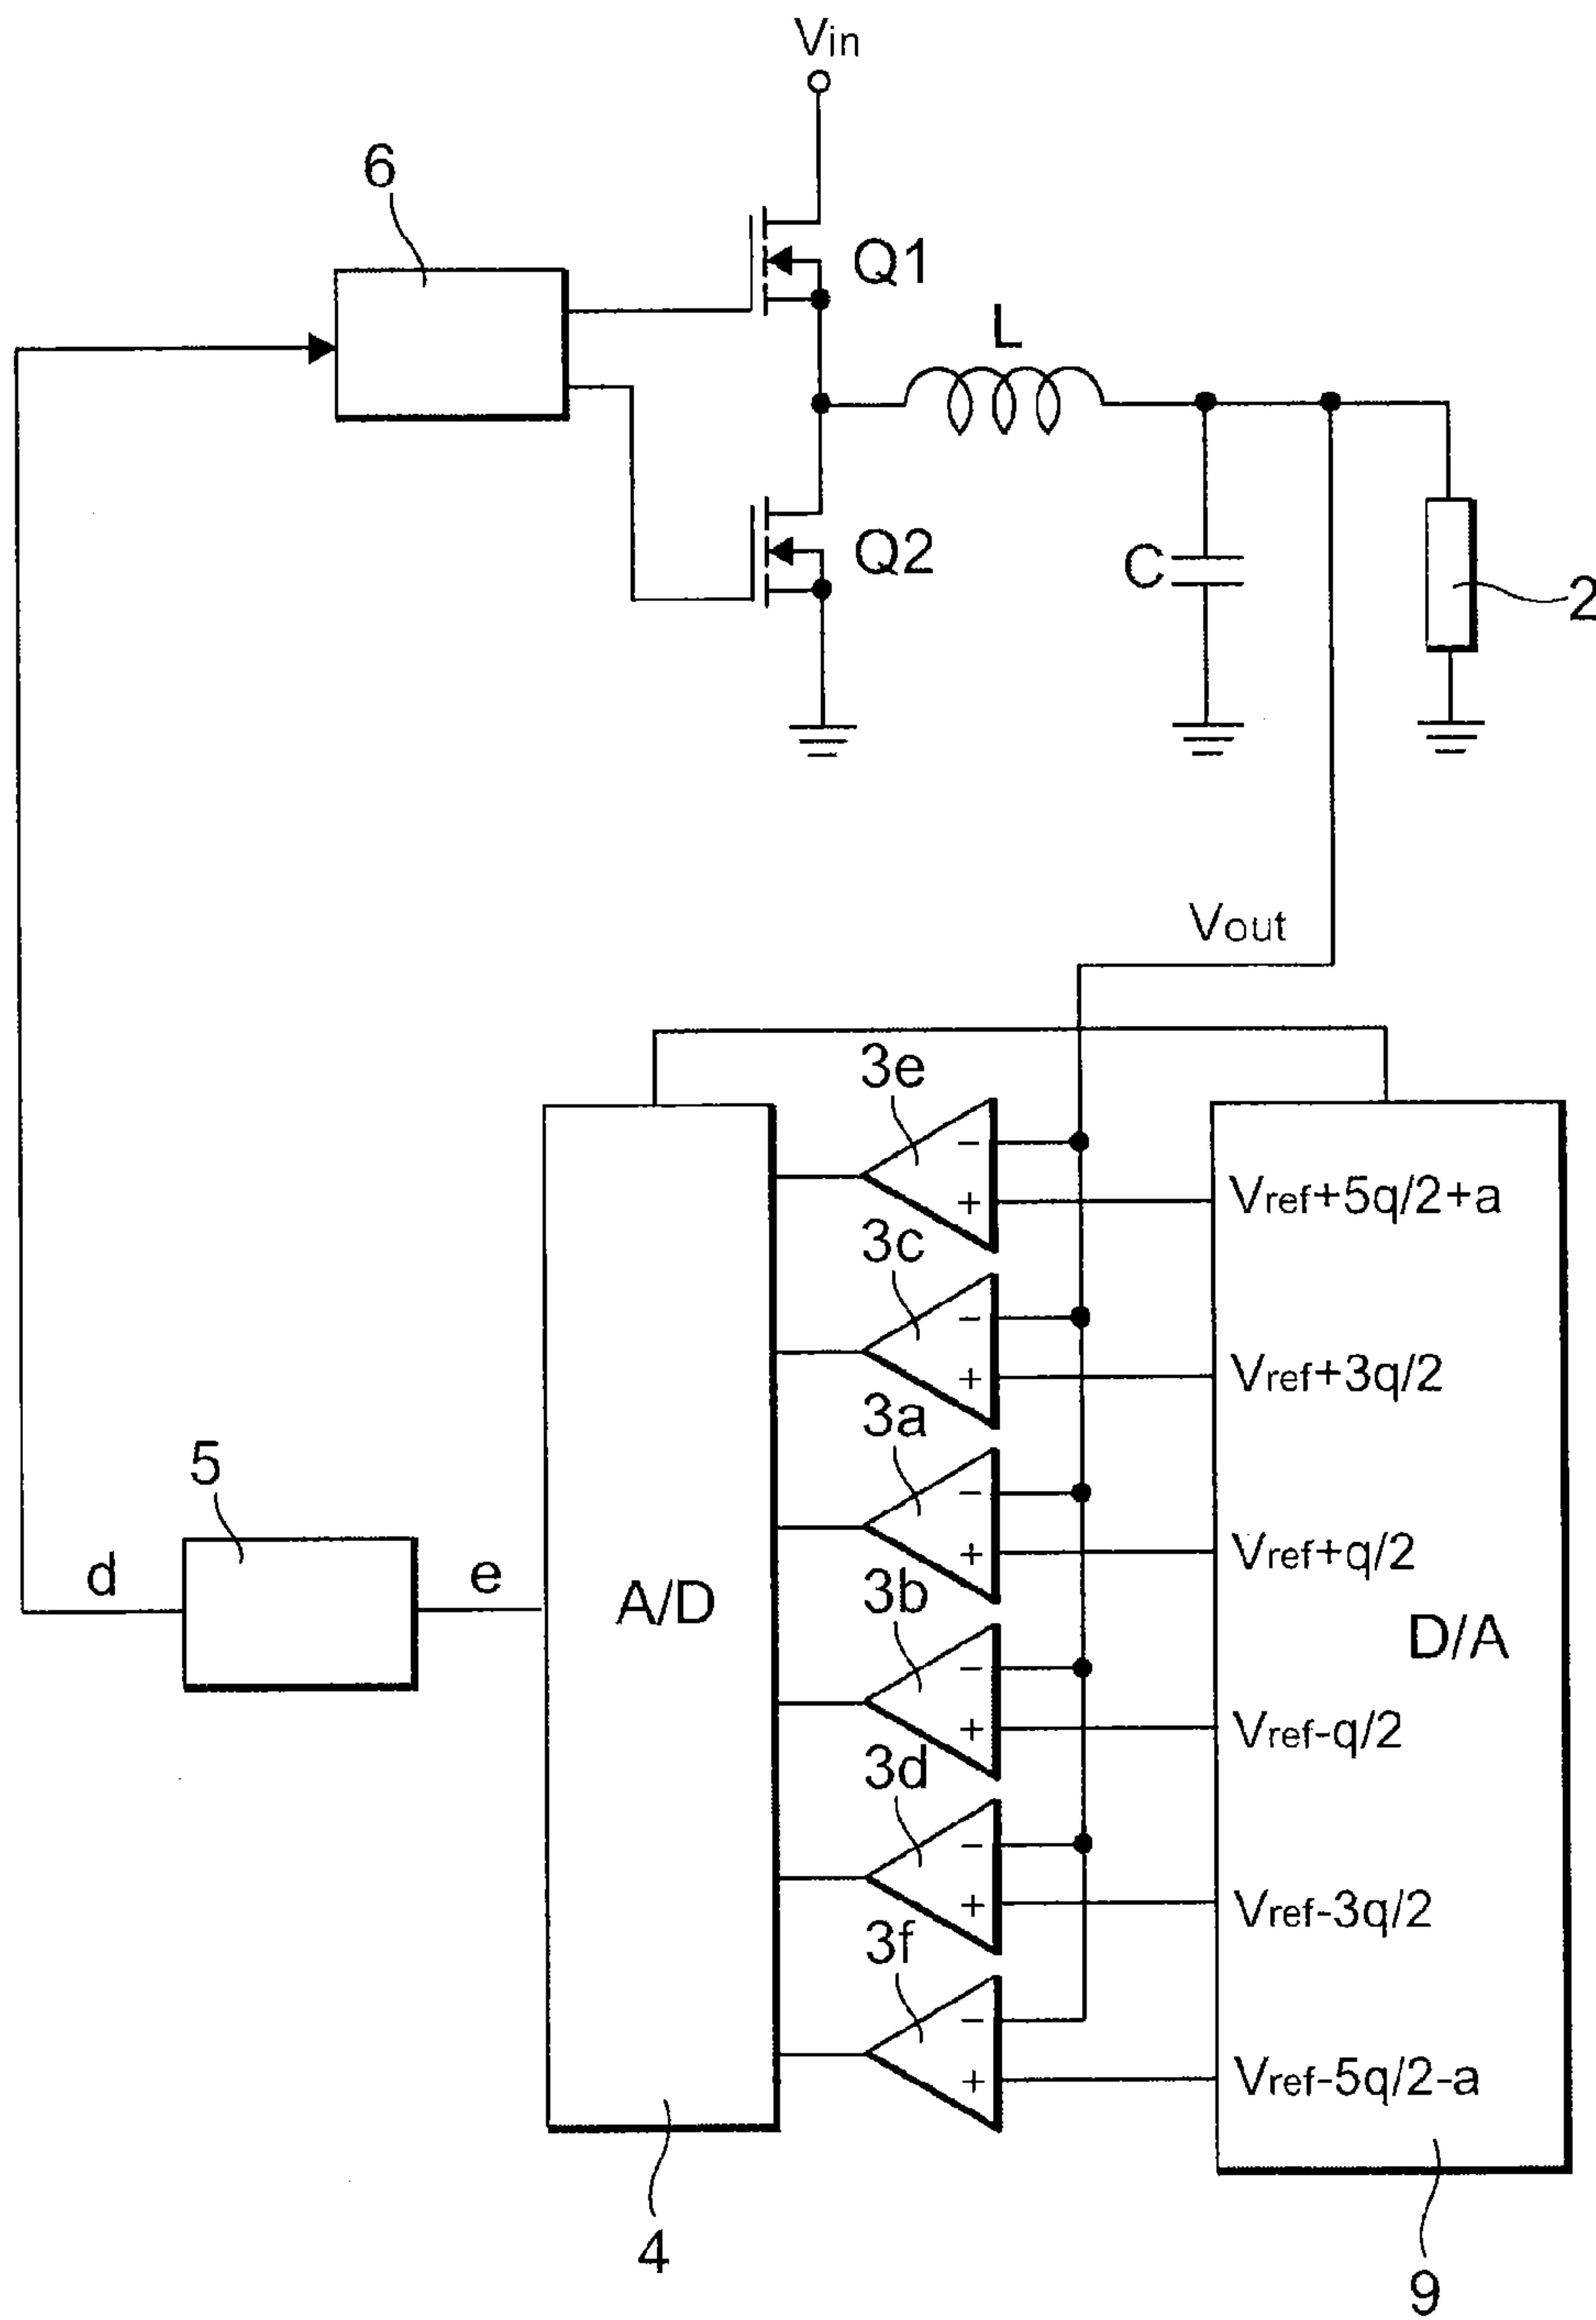 Vin
6
Q1
L
Q2
C
2
Vout
3e
−
+
Vref+5q/2+a
3c
−
+
Vref+3q/2
3a
−
+
Vref+q/2
5
d
e
A/D
3b
−
+
Vref-q/2
D/A
3d
−
+
Vref-3q/2
3f
−
+
Vref-5q/2-a
4
9